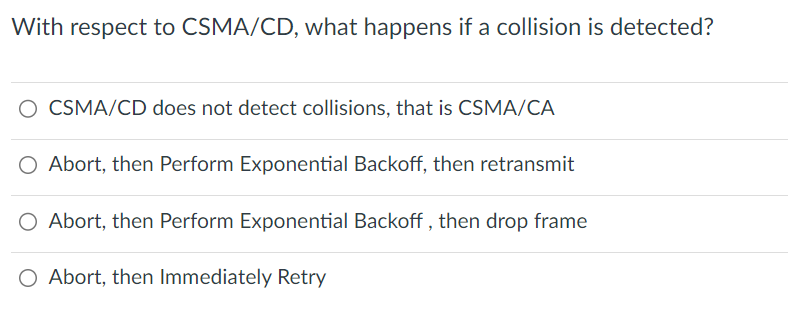 With respect to CSMA/CD, what happens if a collision is detected?
CSMA/CD does not detect collisions, that is CSMA/CA
Abort, then Perform Exponential Backoff, then retransmit
Abort, then Perform Exponential Backoff , then drop frame
Abort, then Immediately Retry